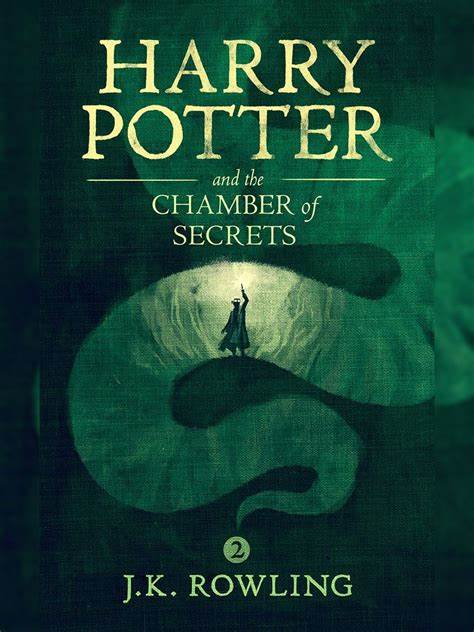 HARRY
POTTER
and the
CHAMBER of
SECRETS
2
J.K. ROWLING